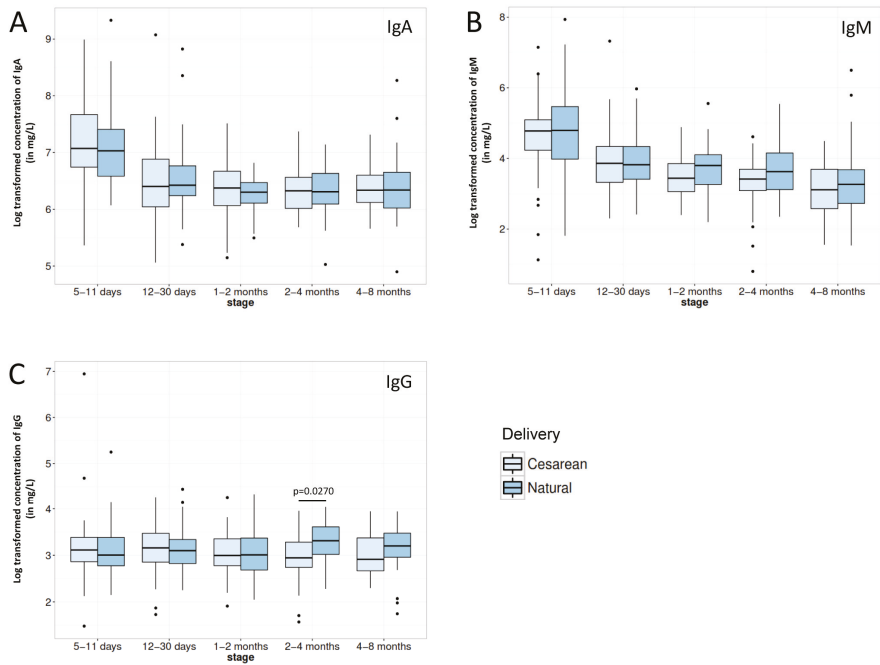 A
IgA
Log transformed concentration of IgA
(in mg/L)
9
8
7
6
5
5–11 days 12–30 days 1–2 months 2–4 months 4–8 months
stage
B
IgM
Log transformed concentration of IgM
(in mg/L)
8
6
4
2
5–11 days 12–30 days 1–2 months 2–4 months 4–8 months
stage
C
IgG
Log transformed concentration of IgG
(in mg/L)
7
6
5
4
3
2
p=0.0270
5–11 days 12–30 days 1–2 months 2–4 months 4–8 months
stage
Delivery
Cesarean
Natural